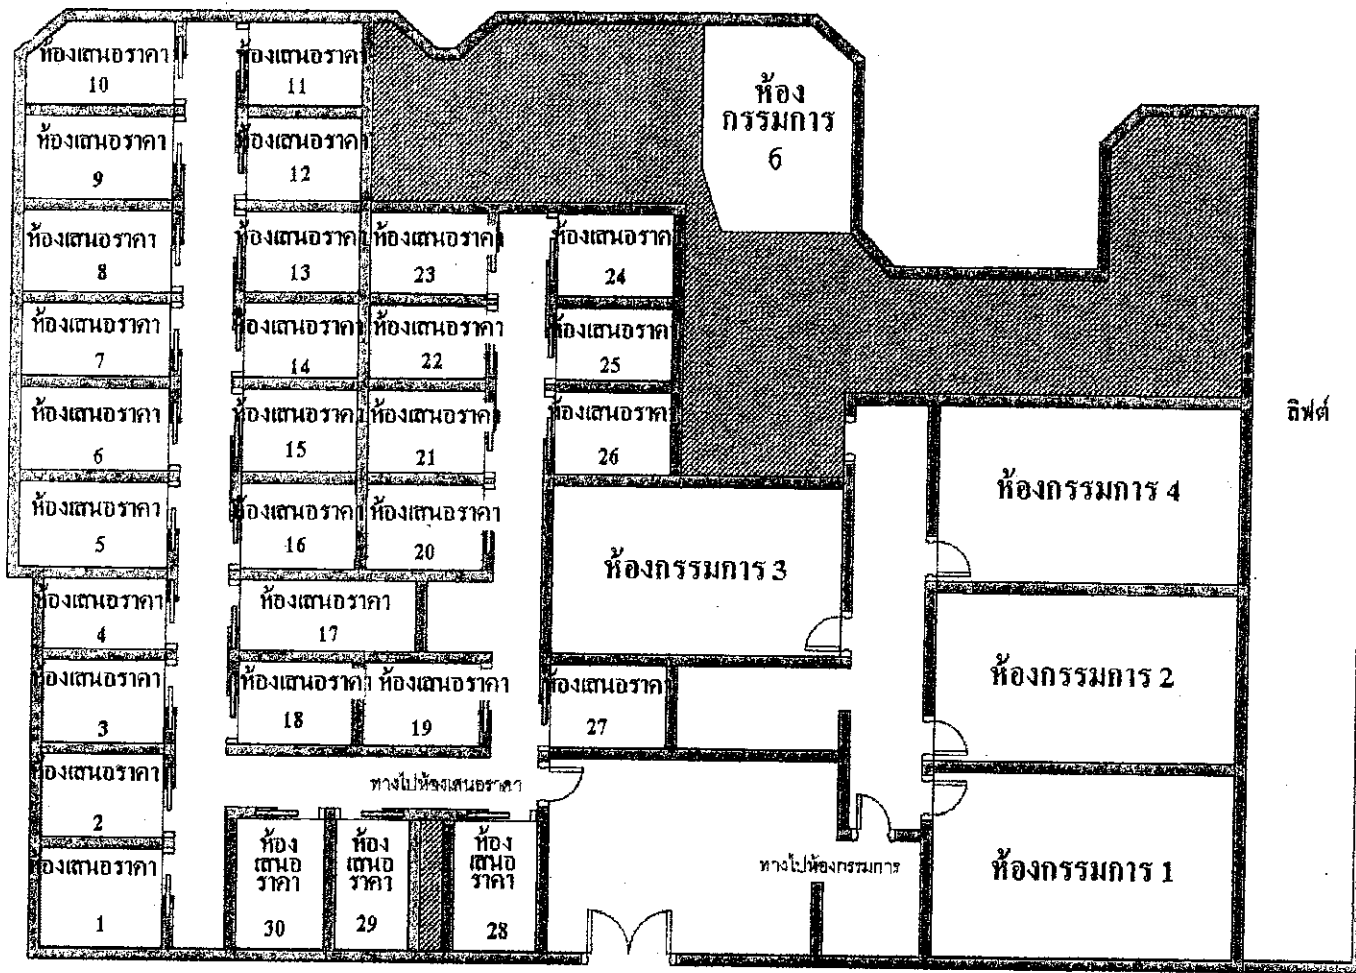 ห้องเสนอราคา
10
ห้องเสนอราคา
11
ห้อง
กรรมการ
6
ห้องเสนอราคา
9
ห้องเสนอราคา
12
ห้องเสนอราคา
8
ห้องเสนอราคา
13
ห้องเสนอราคา
23
ห้องเสนอราคา
24
ห้องเสนอราคา
7
ห้องเสนอราคา
14
ห้องเสนอราคา
22
ห้องเสนอราคา
25
ห้องเสนอราคา
6
ห้องเสนอราคา
15
ห้องเสนอราคา
21
ห้องเสนอราคา
26
ลิฟต์
ห้องเสนอราคา
5
ห้องเสนอราคา
16
ห้องเสนอราคา
20
ห้องกรรมการ 3
ห้องกรรมการ 4
ห้องเสนอราคา
4
ห้องเสนอราคา
17
ห้องเสนอราคา
3
ห้องเสนอราคา
18
ห้องเสนอราคา
19
ห้องเสนอราคา
27
ห้องกรรมการ 2
ห้องเสนอราคา
2
ทางไปห้องเสนอราคา
ห้องเสนอราคา
1
ห้อง
เสนอ
ราคา
30
ห้อง
เสนอ
ราคา
29
ห้อง
เสนอ
ราคา
28
ทางไปห้องกรรมการ
ห้องกรรมการ 1